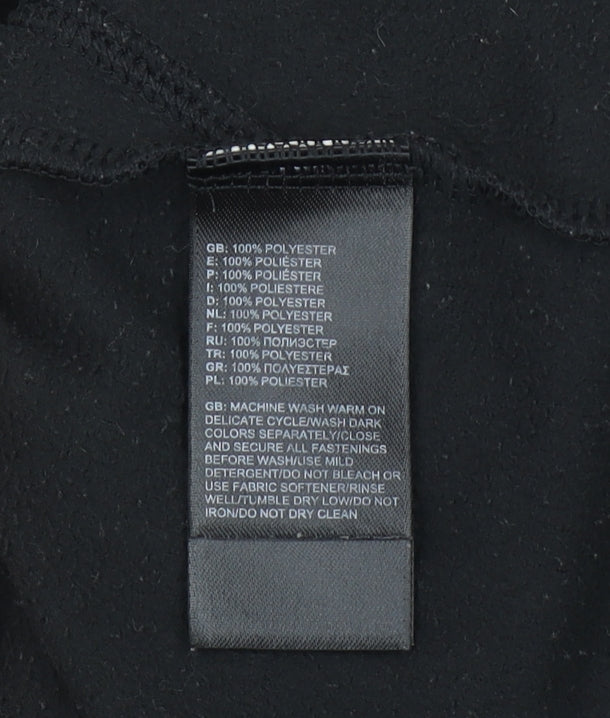 GB: 100% POLYESTER
E: 100% POLIÉSTER
P: 100% POLIÉSTER
I: 100% POLIESTERE
D: 100% POLYESTER
NL: 100% POLYESTER
F: 100% POLYESTER
RU: 100% ПОЛИЭСТЕР
TR: 100% POLYESTER
GR: 100% ΠΟΛΥΕΣΤΕΡΑΣ
PL: 100% POLIESTER
GB: MACHINE WASH WARM ON
DELICATE CYCLE/WASH DARK
COLORS SEPARATELY/CLOSE
AND SECURE ALL FASTENINGS
BEFORE WASH/USE MILD
DETERGENT/DO NOT BLEACH OR
USE FABRIC SOFTENER/RINSE
WELL/TUMBLE DRY LOW/DO NOT
IRON/DO NOT DRY CLEAN